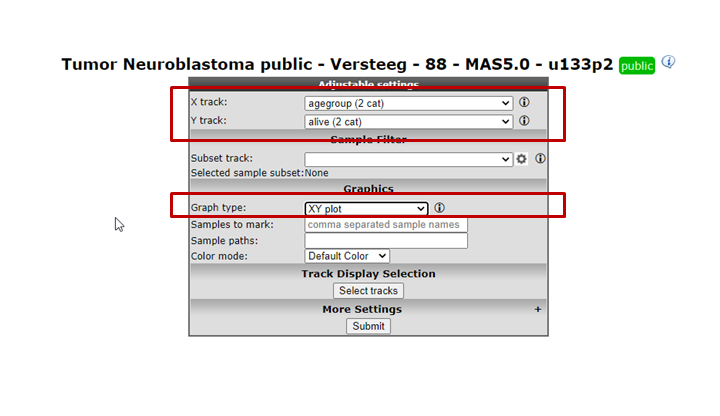 Tumor Neuroblastoma public - Versteeg - 88 - MAS5.0 - u133p2 public
Adjustable settings
X track: agegroup (2 cat)
Y track: alive (2 cat)
Sample Filter
Subset track:
Selected sample subset:None
Graphics
Graph type: XY plot
Samples to mark: comma separated sample names
Sample paths:
Color mode: Default Color
Track Display Selection
Select tracks
More Settings +
Submit